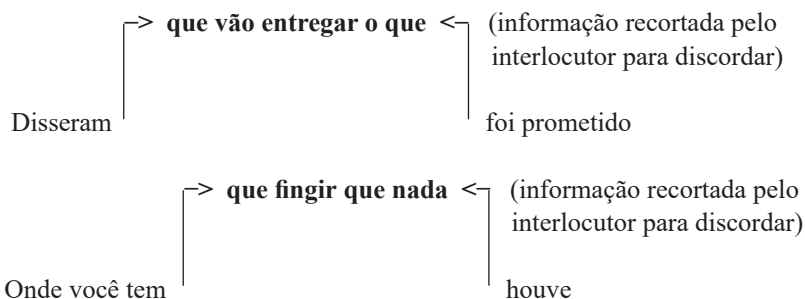 –> que vão entregar o que <– (informação recortada pelo
interlocutor para discordar)
Disseram foi prometido
–> que fingir que nada <– (informação recortada pelo
interlocutor para discordar)
Onde você tem houve